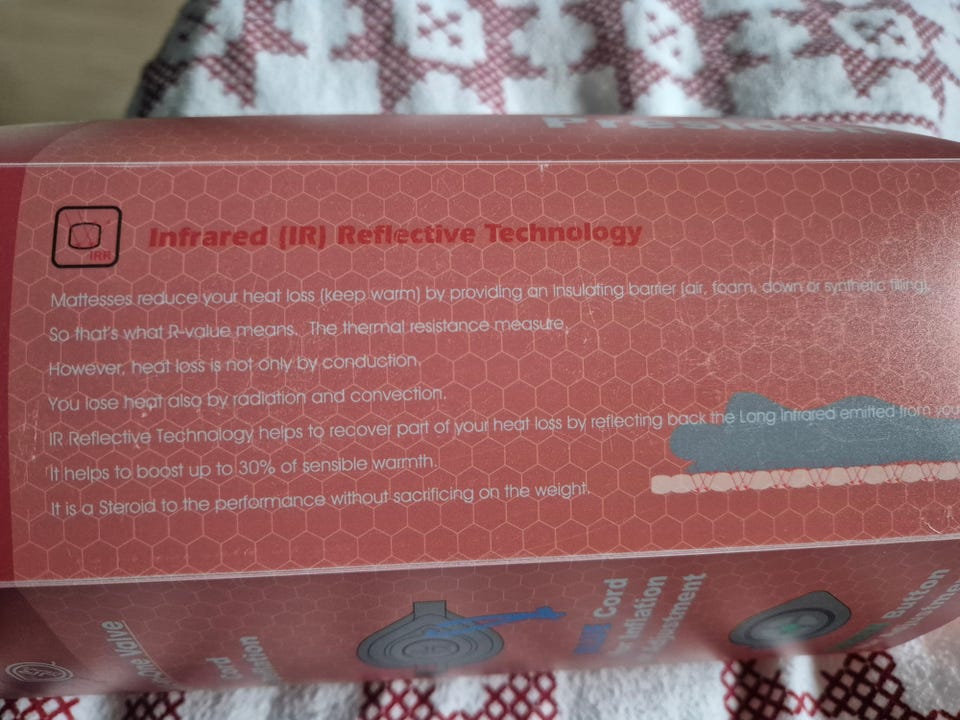 IRR
Infrared (IR) Reflective Technology
Mattesses reduce your heat loss (keep warm) by providing an insulating barrier (air, foam, down or synthetic filling).
So that's what R-value means. The thermal resistance measure.
However, heat loss is not only by conduction.
You lose heat also by radiation and convection.
IR Reflective Technology helps to recover part of your heat loss by reflecting back the Long Infrared emitted from you
It helps to boost up to 30% of sensible warmth.
It is a Steroid to the performance without sacrificing on the weight.
Valve
Cord
Inflation
Button